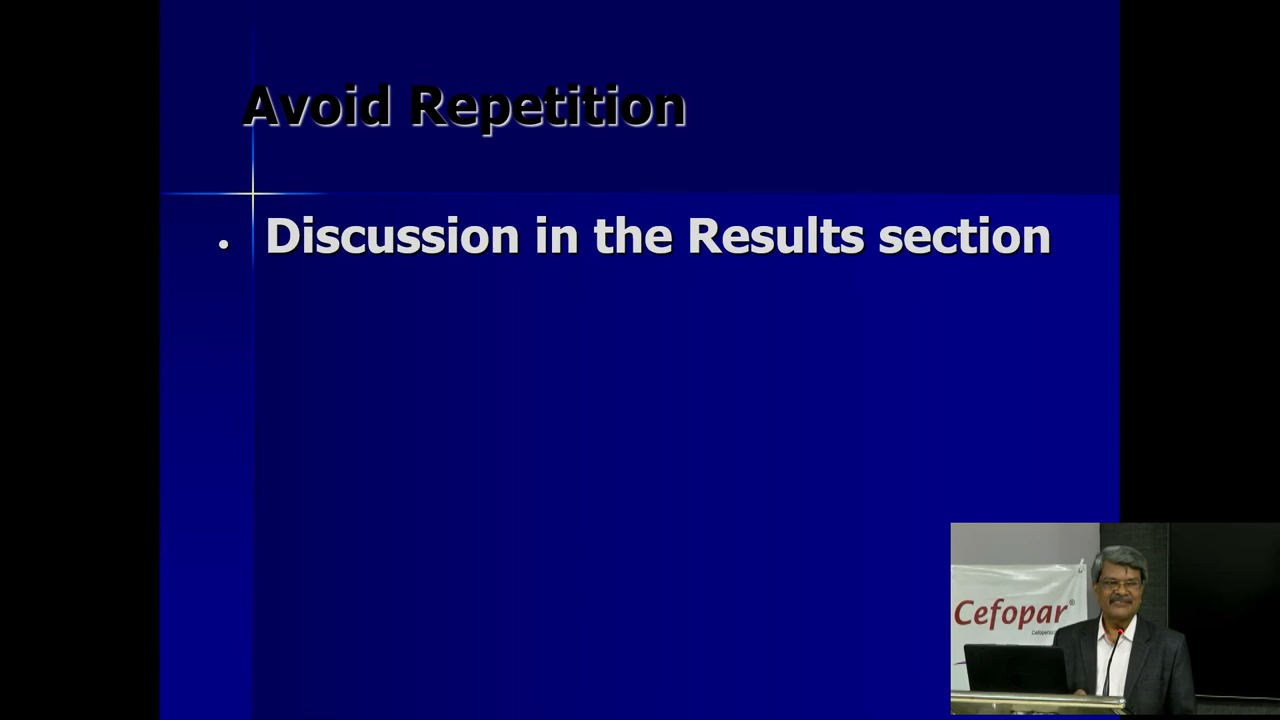 Avoid Repetition
• Discussion in the Results section
Cefopar®